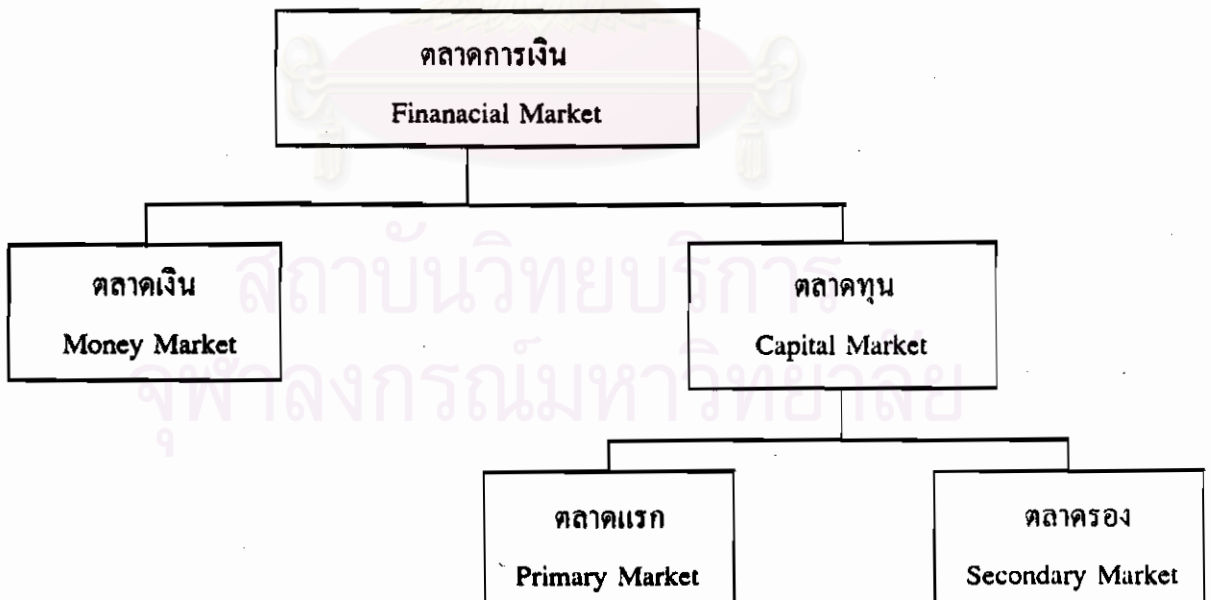 ตลาดการเงิน
Finanacial Market
ตลาดเงิน
Money Market
ตลาดทุน
Capital Market
ตลาดแรก
Primary Market
ตลาดรอง
Secondary Market
สถาบันวิทยบริการ
จุฬาลงกรณ์มหาวิทยาลัย